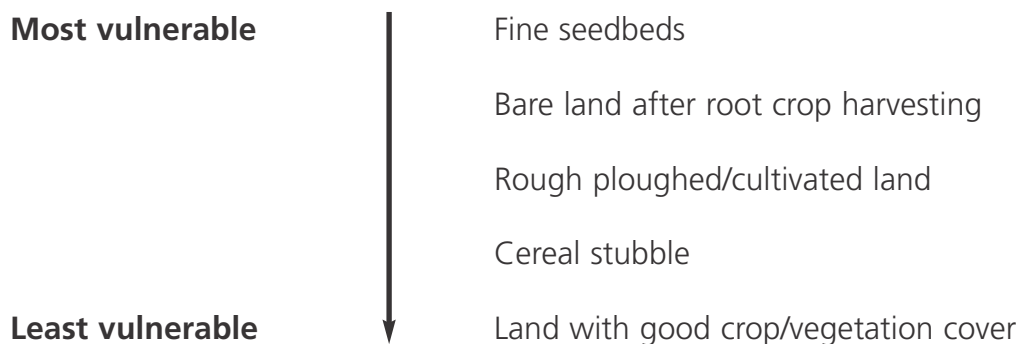 Most vulnerable Fine seedbeds
Bare land after root crop harvesting
Rough ploughed/cultivated land
Cereal stubble
Least vulnerable Land with good crop/vegetation cover